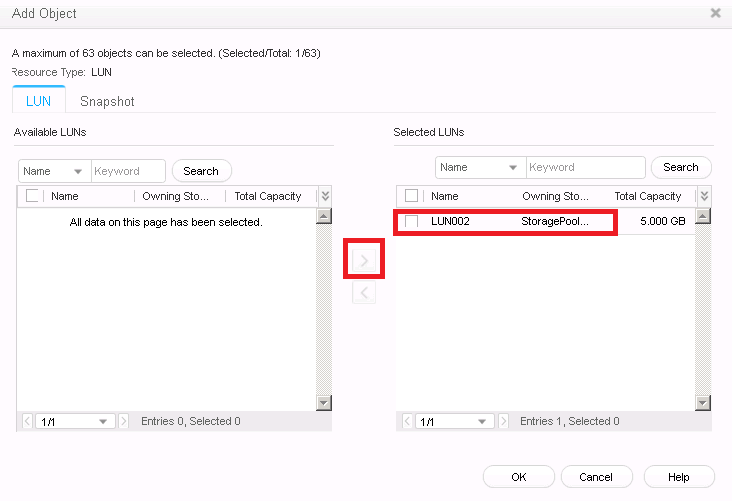 Add Object
A maximum of 63 objects can be selected. (Selected/Total: 1/63)
Resource Type: LUN
LUN Snapshot
Available LUNs
Name Keyword Search
Name Owning Sto... Total Capacity
All data on this page has been selected.
1/1 Entries 0, Selected 0
Selected LUNs
Name Keyword Search
Name Owning Sto... Total Capacity
LUN002 StoragePool... 5.000 GB
1/1 Entries 1, Selected 0
OK Cancel Help